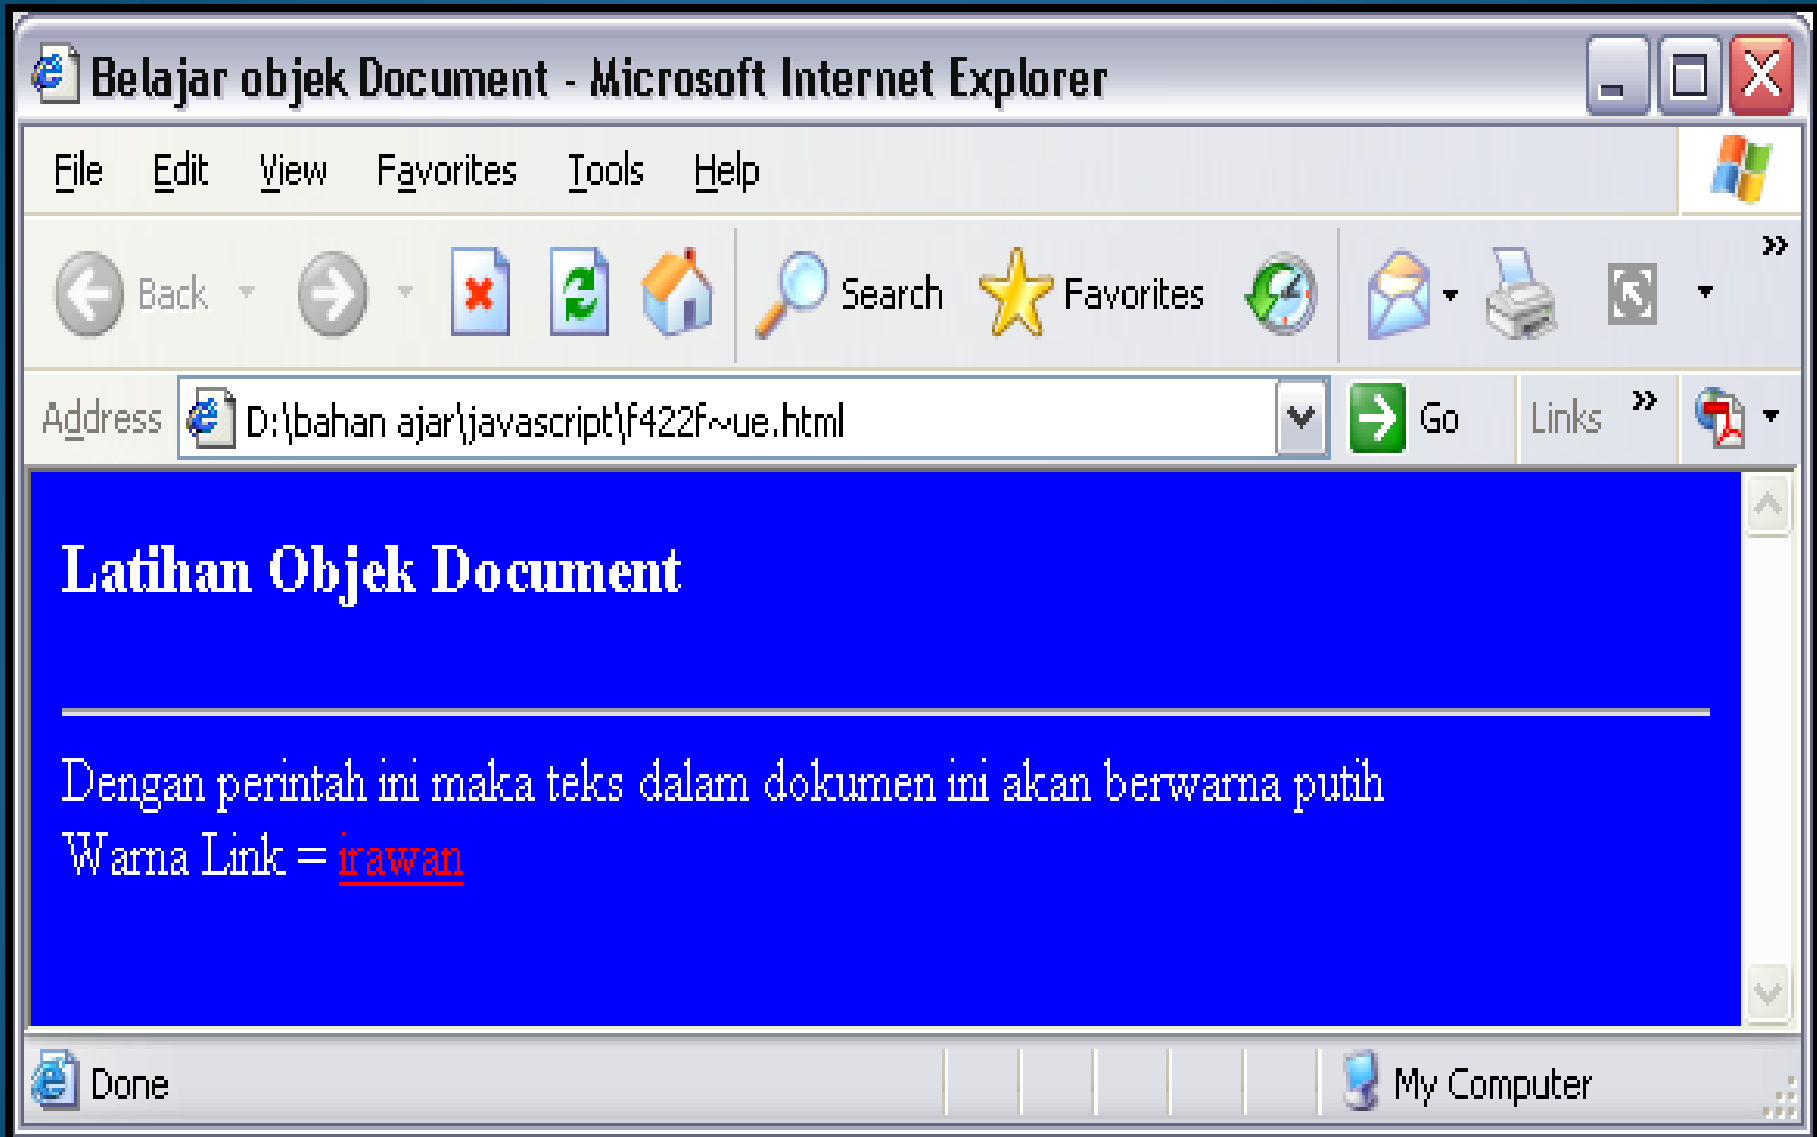 Belajar objek Document - Microsoft Internet Explorer
File Edit View Favorites Tools Help
Back Search Favorites
Address D:\bahan ajar\javascript\f422f~ue.html Go Links
Latihan Objek Document
Dengan perintah ini maka teks dalam dokumen ini akan berwarna putih
Warna Link = irawan
Done My Computer